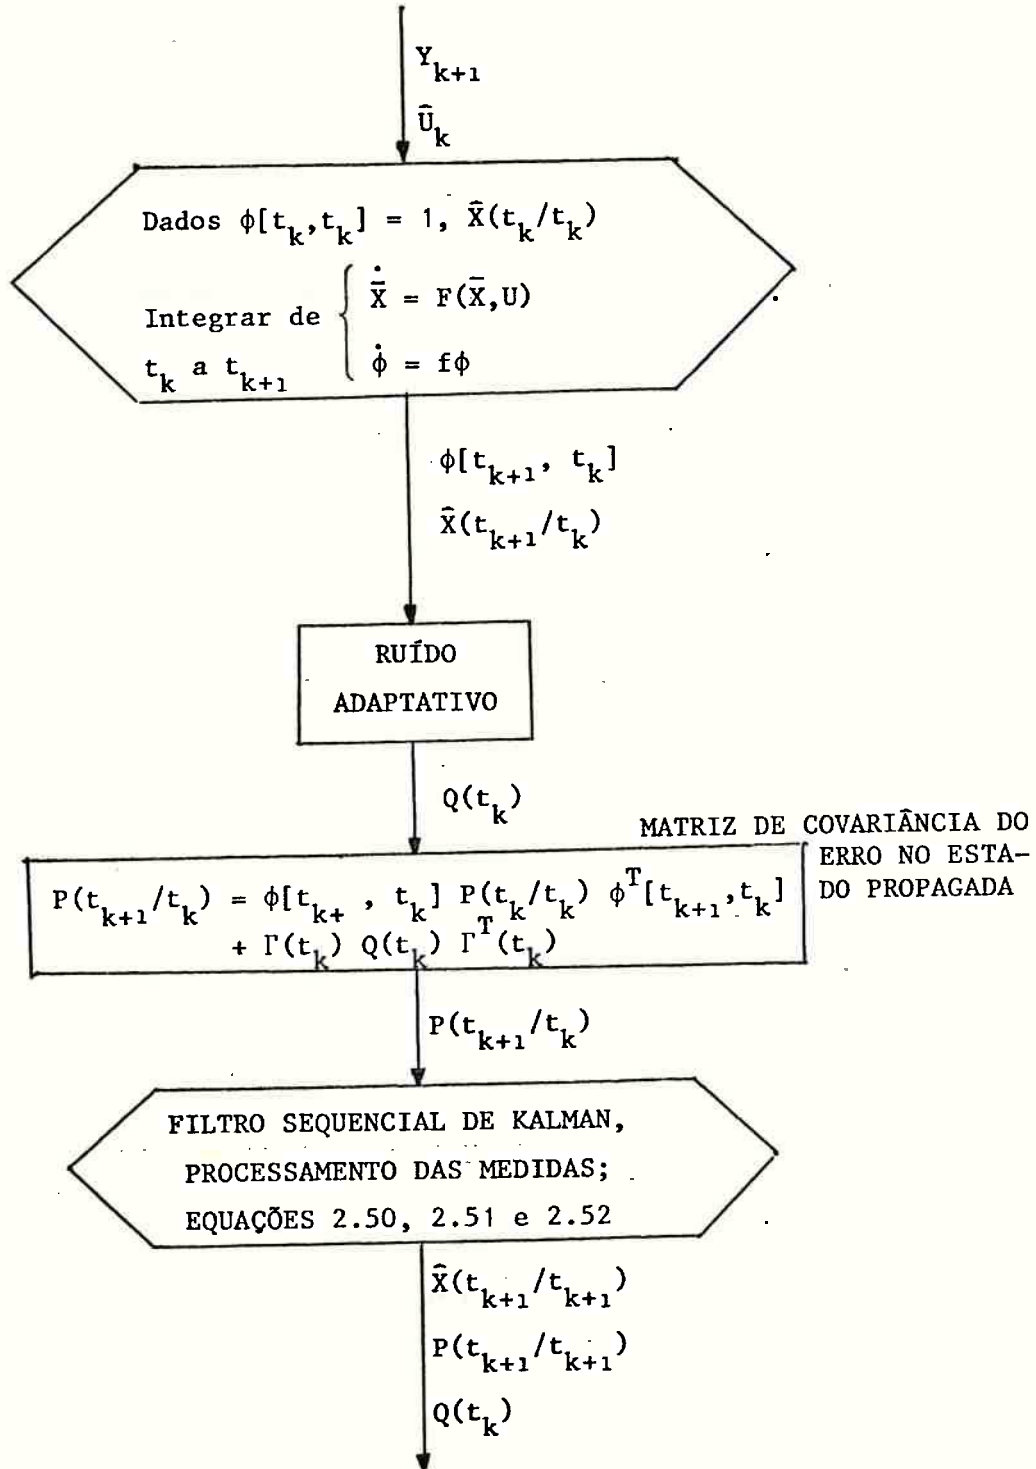 Y_{k+1}
Û_k
Dados φ[t_k,t_k] = 1, X̂(t_k/t_k)
Integrar de { \dot{X̄} = F(X̄,U)
t_k a t_{k+1} { \dot{φ} = fφ
φ[t_{k+1}, t_k]
X̂(t_{k+1}/t_k)
RUÍDO
ADAPTATIVO
Q(t_k)
MATRIZ DE COVARIÂNCIA DO
ERRO NO ESTA-
DO PROPAGADA
P(t_{k+1}/t_k) = φ[t_{k+} , t_k] P(t_k/t_k) φ^T[t_{k+1},t_k]
+ Γ(t_k) Q(t_k) Γ^T(t_k)
P(t_{k+1}/t_k)
FILTRO SEQUENCIAL DE KALMAN,
PROCESSAMENTO DAS MEDIDAS;
EQUAÇÕES 2.50, 2.51 e 2.52
X̂(t_{k+1}/t_{k+1})
P(t_{k+1}/t_{k+1})
Q(t_k)